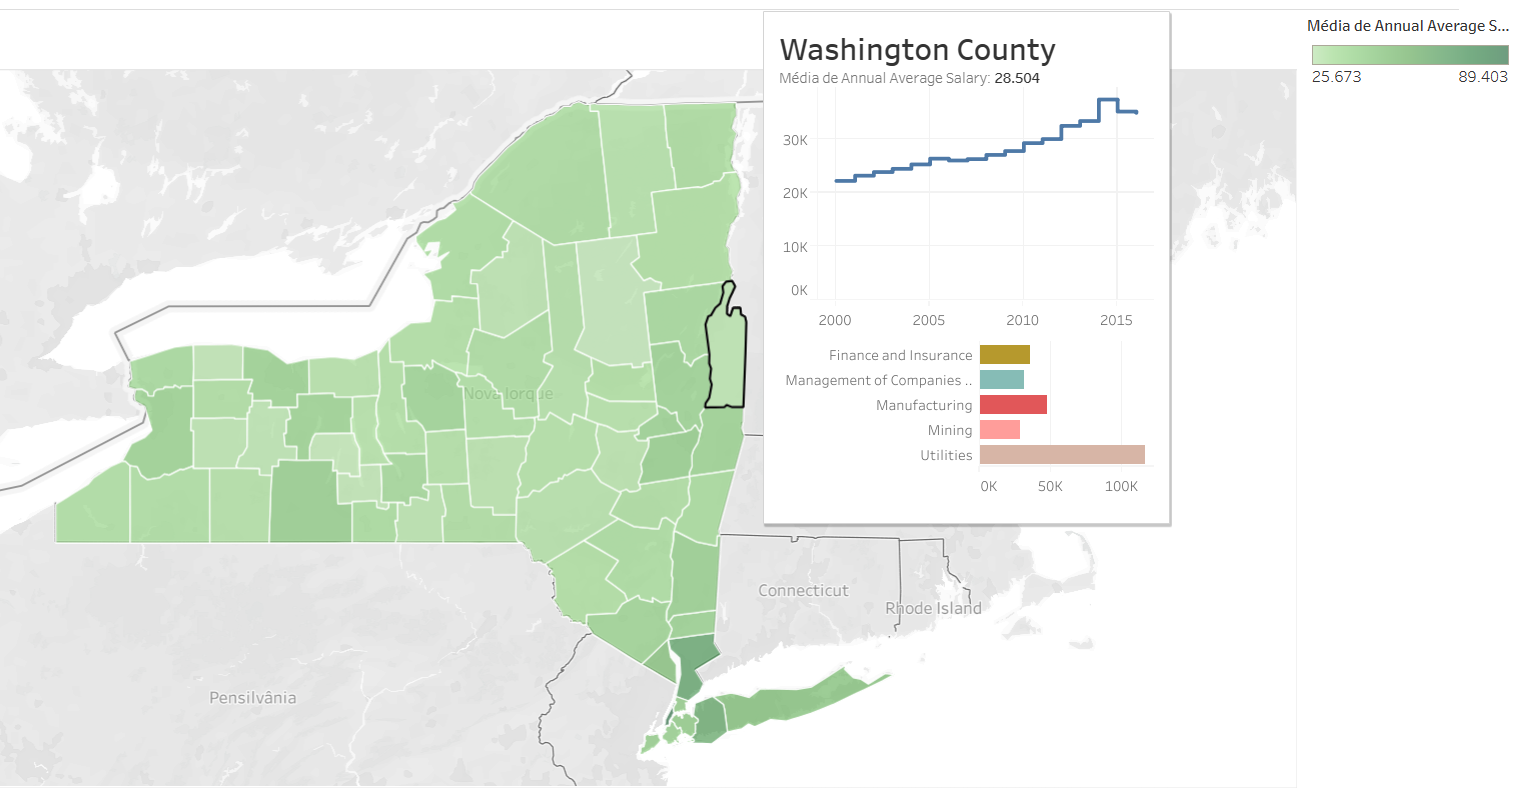 Média de Annual Average S...
25.673 89.403
Washington County
Média de Annual Average Salary: 28.504
30K
20K
10K
0K
2000 2005 2010 2015
Finance and Insurance
Management of Companies ..
Manufacturing
Mining
Utilities
0K 50K 100K
Nova Iorque
Connecticut
Rhode Island
Pensilvânia